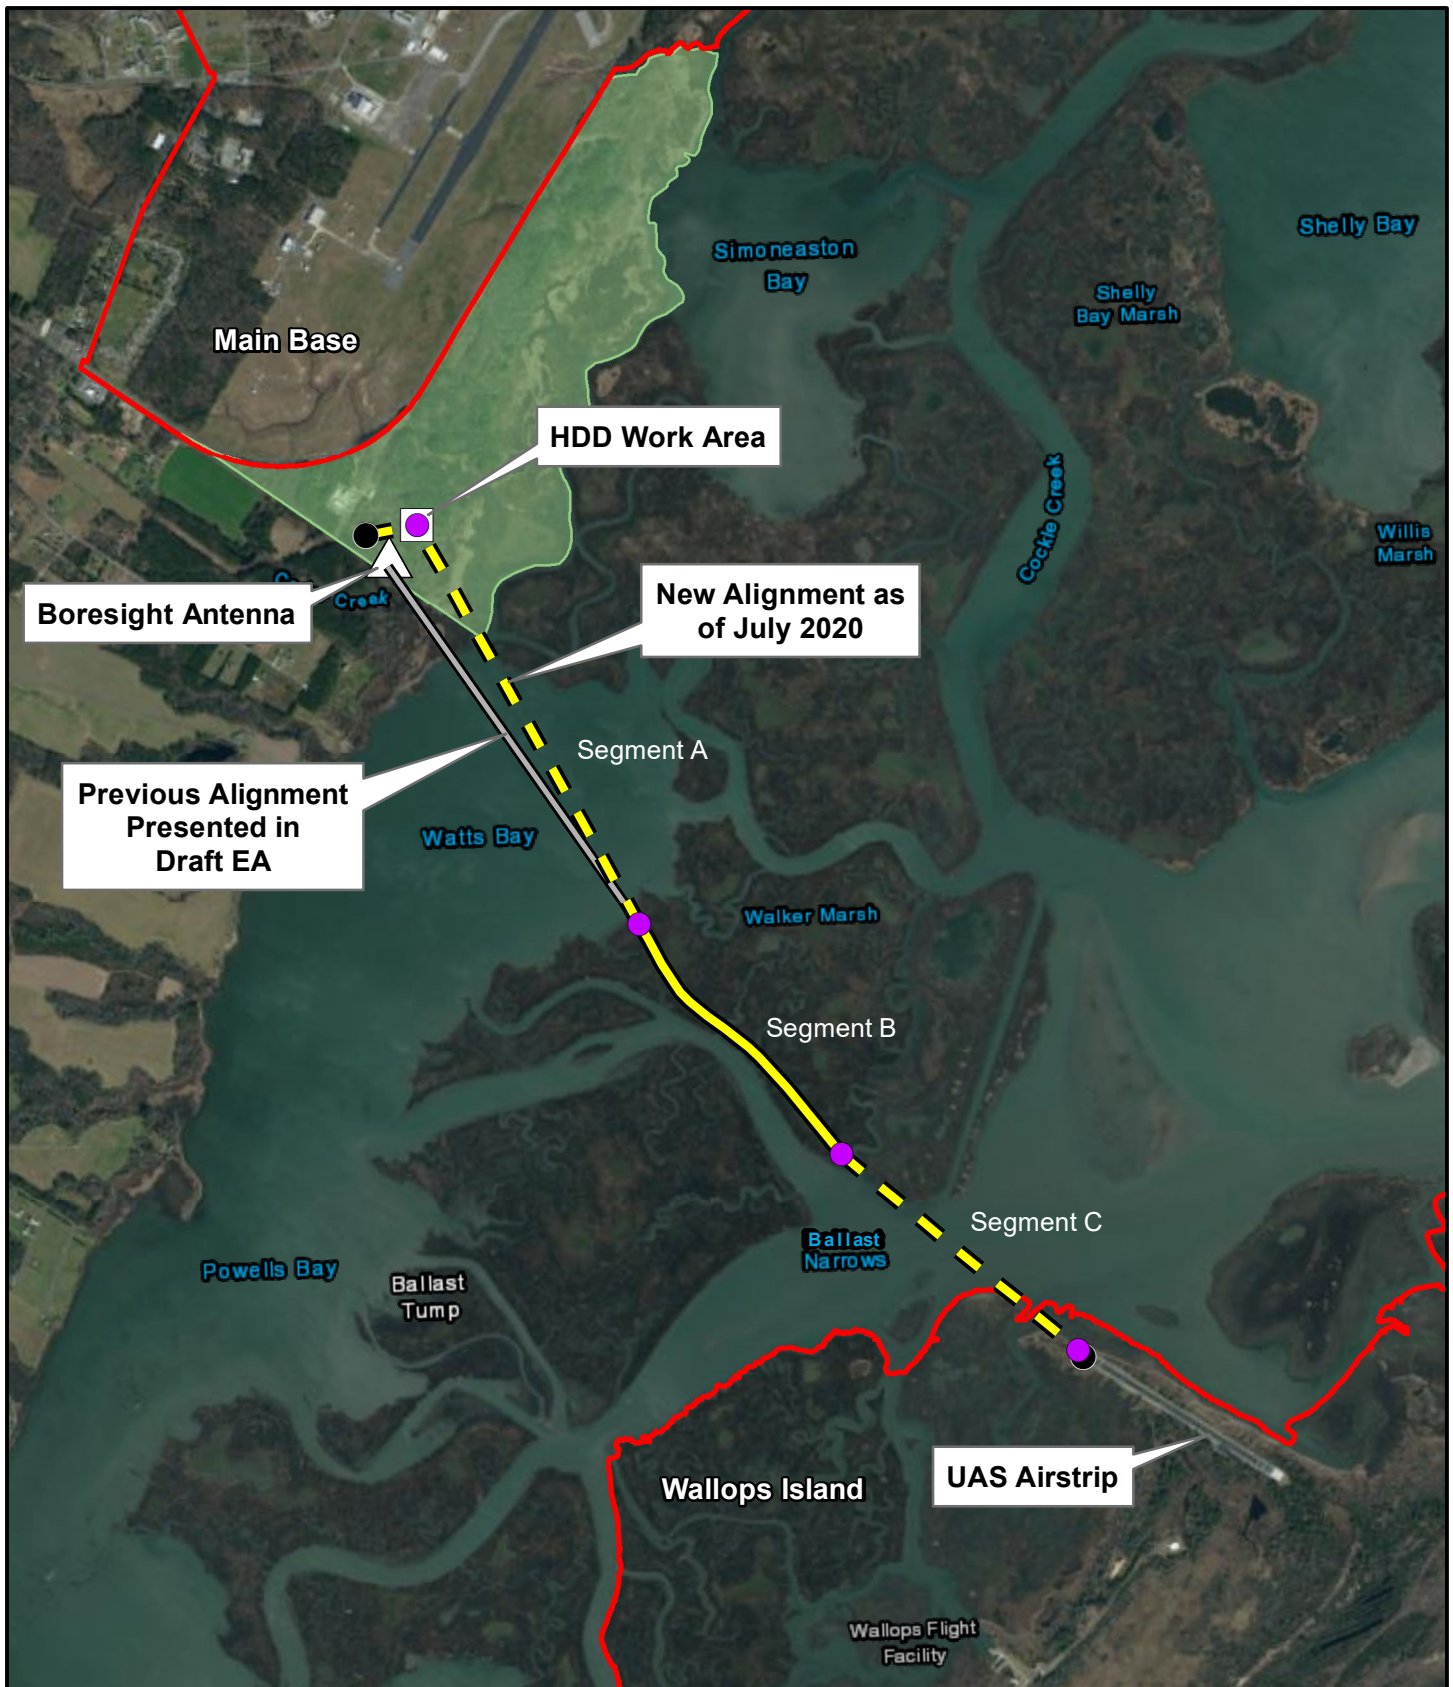 Simoneaston
Bay
Shelly Bay
Shelly
Bay Marsh
Main Base
HDD Work Area
Cockle Creek
Willis
Marsh
Boresight Antenna
Creek
New Alignment as
of July 2020
Segment A
Previous Alignment
Presented in
Draft EA
Watts Bay
Walker Marsh
Segment B
Segment C
Ballast
Narrows
Powells Bay
Ballast
Tump
UAS Airstrip
Wallops Island
Wallops Flight
Facility